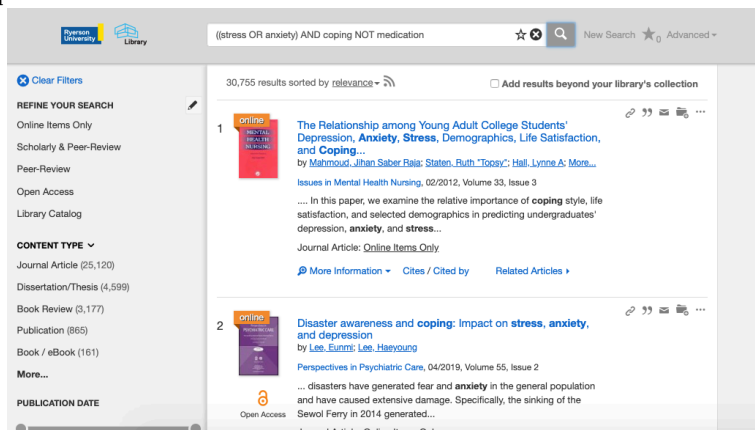 Ryerson
University
Library
((stress OR anxiety) AND coping NOT medication
New Search
0
Advanced
Clear Filters
30,755 results sorted by relevance
Add results beyond your library's collection
REFINE YOUR SEARCH
Online Items Only
Scholarly & Peer-Review
Peer-Review
Open Access
Library Catalog
CONTENT TYPE
Journal Article (25,120)
Dissertation/Thesis (4,599)
Book Review (3,177)
Publication (865)
Book / eBook (161)
More...
PUBLICATION DATE
1
online
MENTAL
HEALTH
NURSING
The Relationship among Young Adult College Students'
Depression, Anxiety, Stress, Demographics, Life Satisfaction,
and Coping...
by Mahmoud, Jihan Saber Raja; Staten, Ruth "Topsy"; Hall, Lynne A; More...
Issues in Mental Health Nursing, 02/2012, Volume 33, Issue 3
.... In this paper, we examine the relative importance of coping style, life
satisfaction, and selected demographics in predicting undergraduates'
depression, anxiety, and stress...
Journal Article: Online Items Only
More Information
Cites / Cited by
Related Articles
2
online
Disaster awareness and coping: Impact on stress, anxiety,
and depression
by Lee, Eunmi; Lee, Haeyoung
Perspectives in Psychiatric Care, 04/2019, Volume 55, Issue 2
... disasters have generated fear and anxiety in the general population
and have caused extensive damage. Specifically, the sinking of the
Sewol Ferry in 2014 generated...
Open Access